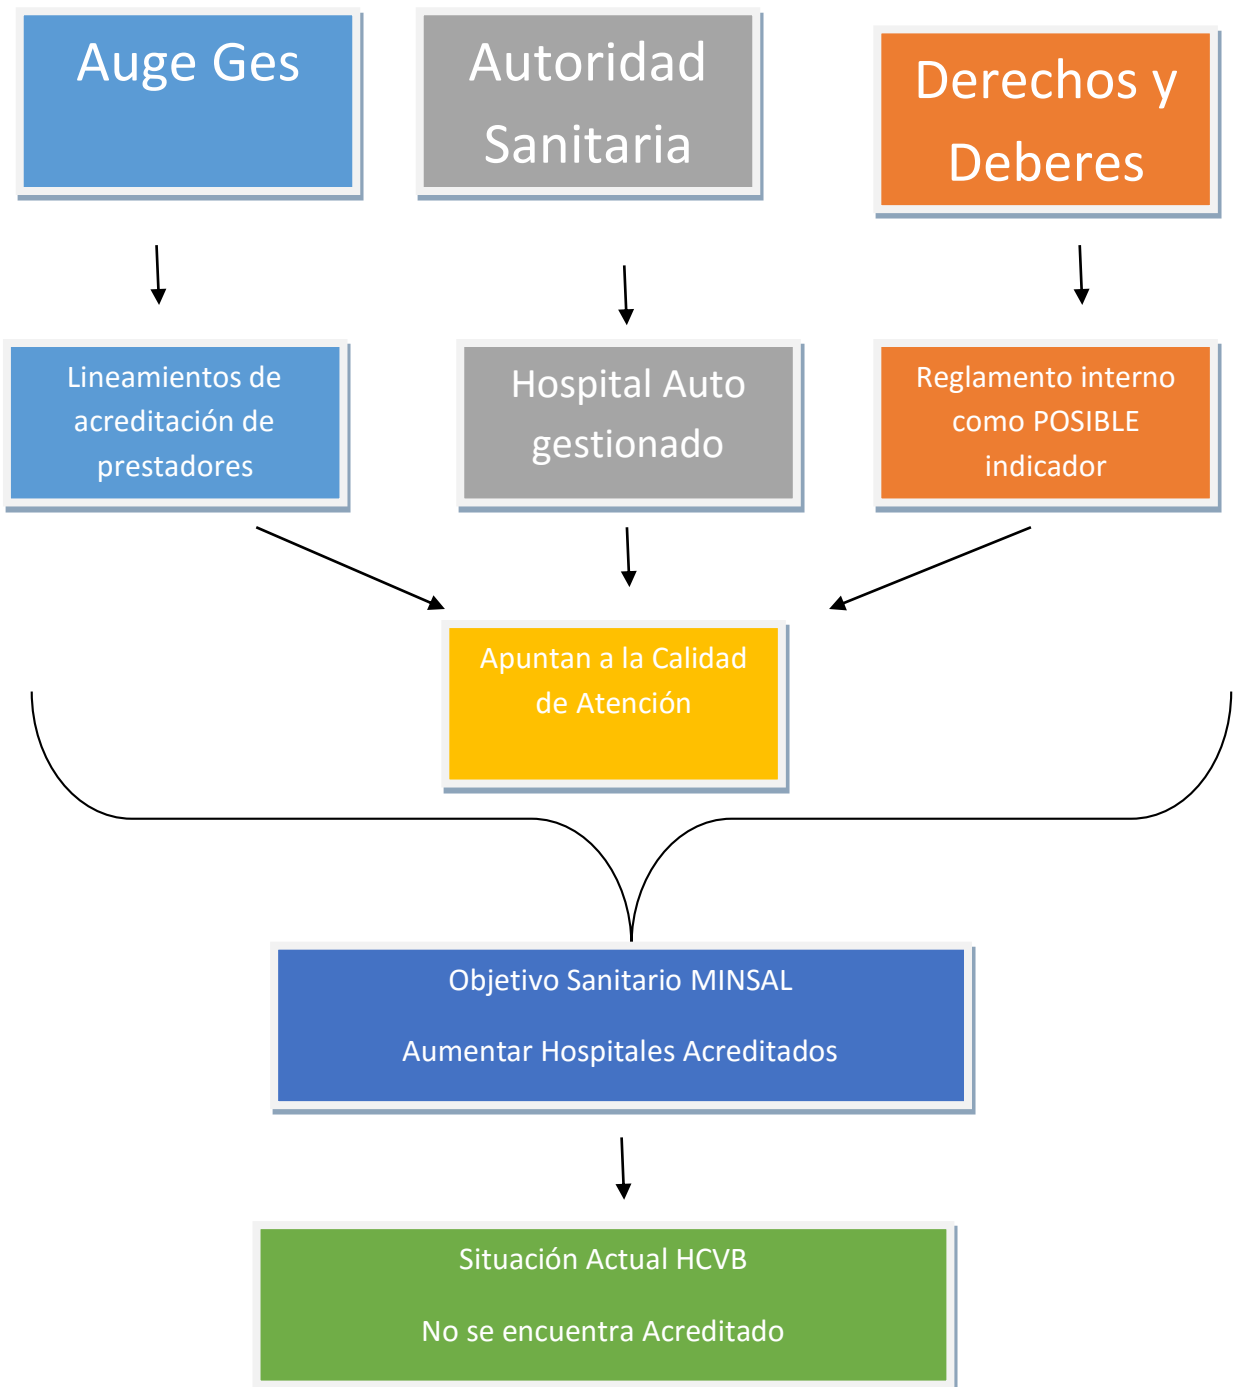 Auge Ges
Autoridad
Sanitaria
Derechos y
Deberes
Lineamientos de
acreditación de
prestadores
Hospital Auto
gestionado
Reglamento interno
como POSIBLE
indicador
Apuntan a la Calidad
de Atención
Objetivo Sanitario MINSAL
Aumentar Hospitales Acreditados
Situación Actual HCVB
No se encuentra Acreditado